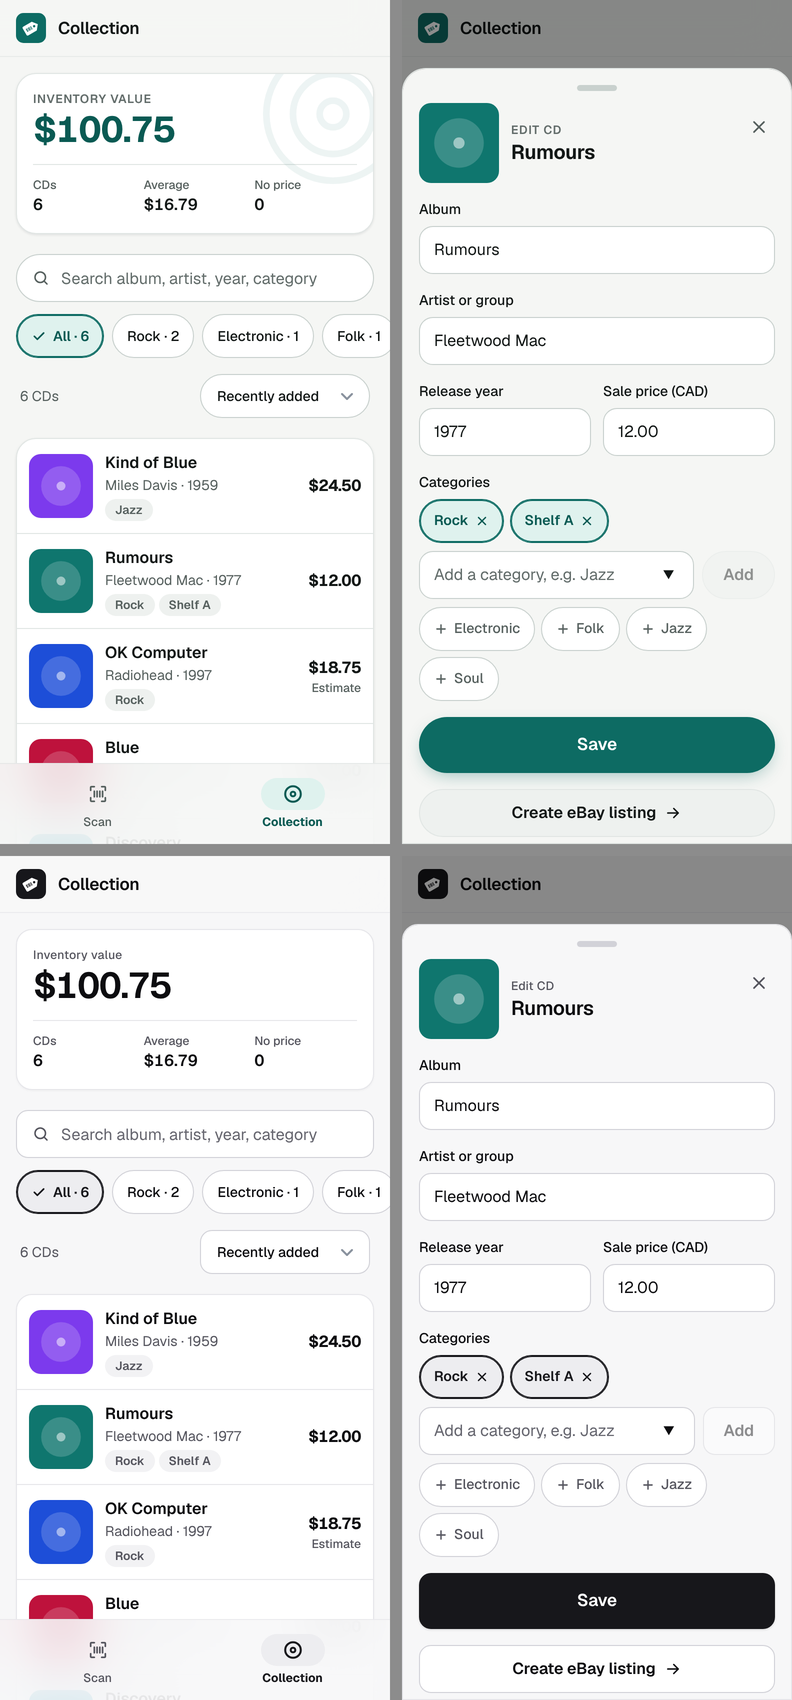 Collection
INVENTORY VALUE
$100.75
CDs
Average
No price
6
$16.79
0
Search album, artist, year, category
All · 6
Rock · 2
Electronic · 1
Folk · 1
6 CDs
Recently added
Kind of Blue
Miles Davis · 1959
$24.50
Jazz
Rumours
Fleetwood Mac · 1977
$12.00
Rock
Shelf A
OK Computer
$18.75
Radiohead · 1997
Estimate
Rock
Blue
Scan
Collection
Discovery
Collection
EDIT CD
Rumours
Album
Rumours
Artist or group
Fleetwood Mac
Release year
Sale price (CAD)
1977
12.00
Categories
Rock
Shelf A
Add a category, e.g. Jazz
Add
Electronic
Folk
Jazz
Soul
Save
Create eBay listing →
Collection
Inventory value
$100.75
CDs
Average
No price
6
$16.79
0
Search album, artist, year, category
All · 6
Rock · 2
Electronic · 1
Folk · 1
6 CDs
Recently added
Kind of Blue
Miles Davis · 1959
$24.50
Jazz
Rumours
Fleetwood Mac · 1977
$12.00
Rock
Shelf A
OK Computer
$18.75
Radiohead · 1997
Estimate
Rock
Blue
Scan
Collection
Discovery
Collection
Edit CD
Rumours
Album
Rumours
Artist or group
Fleetwood Mac
Release year
Sale price (CAD)
1977
12.00
Categories
Rock
Shelf A
Add a category, e.g. Jazz
Add
Electronic
Folk
Jazz
Soul
Save
Create eBay listing →